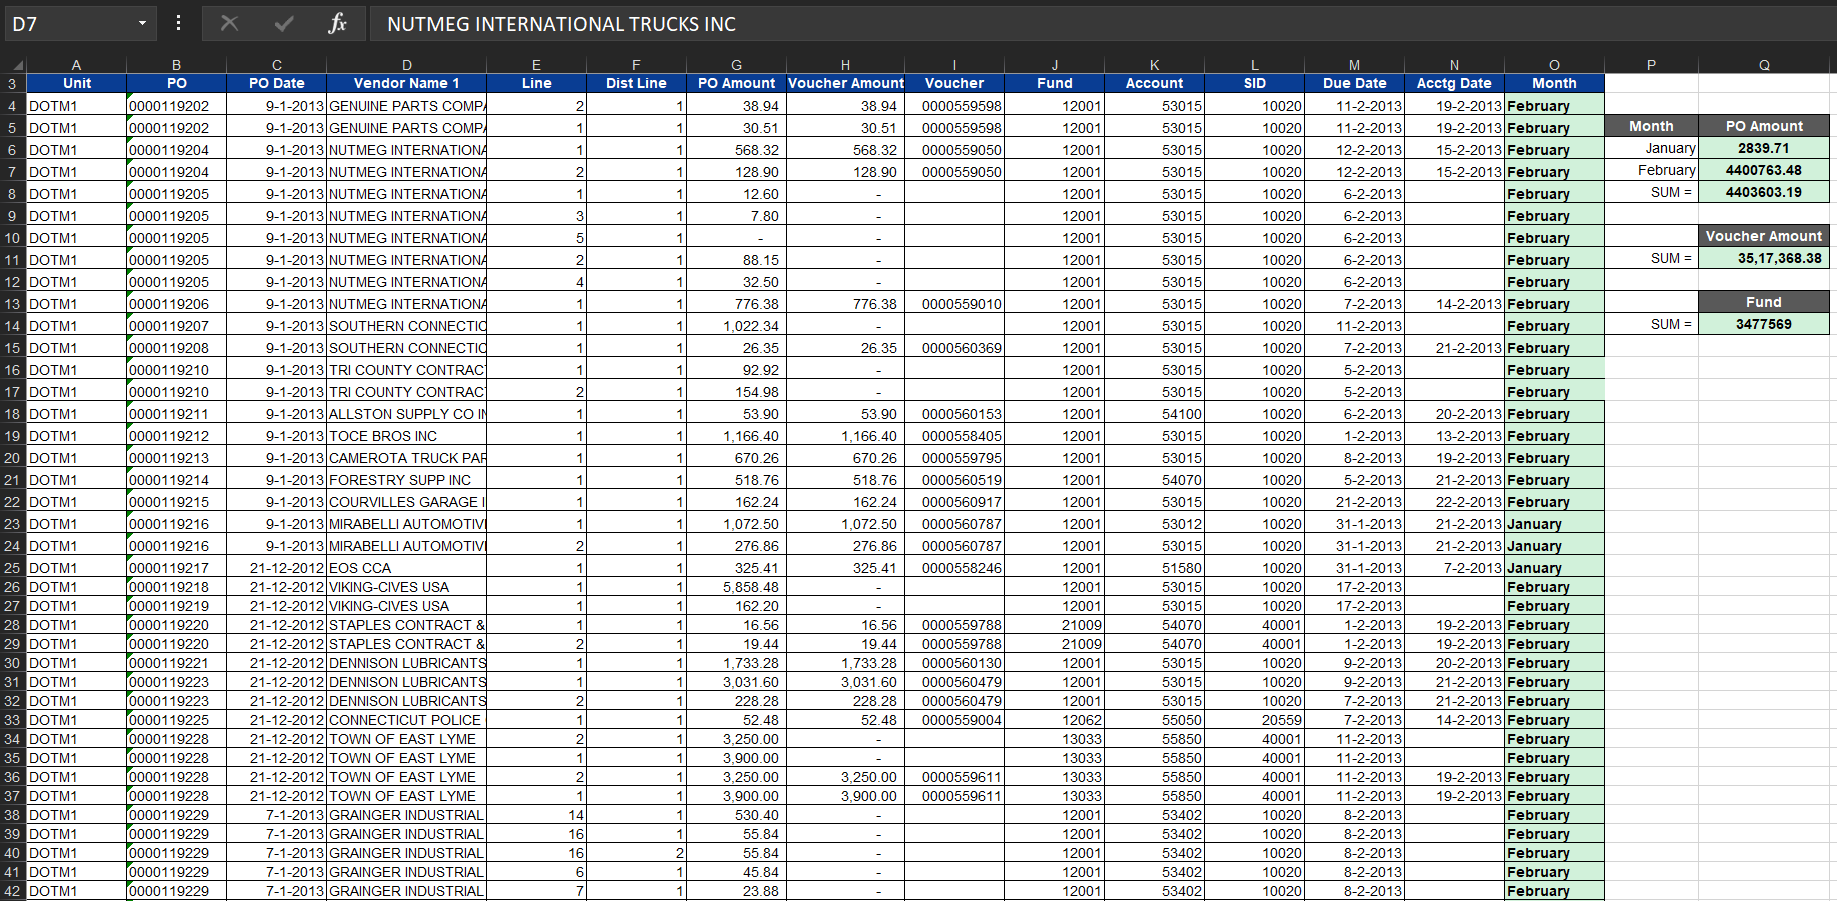 D7 fx NUTMEG INTERNATIONAL TRUCKS INC
A B C D E F G H I J K L M N O P Q
3 Unit PO PO Date Vendor Name 1 Line Dist Line PO Amount Voucher Amount Voucher Fund Account SID Due Date Acctg Date Month
4 DOTM1 0000119202 9-1-2013 GENUINE PARTS COMPA 2 1 38.94 38.94 0000559598 12001 53015 10020 11-2-2013 19-2-2013 February
5 DOTM1 0000119202 9-1-2013 GENUINE PARTS COMPA 1 1 30.51 30.51 0000559598 12001 53015 10020 11-2-2013 19-2-2013 February Month PO Amount
6 DOTM1 0000119204 9-1-2013 NUTMEG INTERNATIONA 1 1 568.32 568.32 0000559050 12001 53015 10020 12-2-2013 15-2-2013 February January 2839.71
7 DOTM1 0000119204 9-1-2013 NUTMEG INTERNATIONA 2 1 128.90 128.90 0000559050 12001 53015 10020 12-2-2013 15-2-2013 February February 4400763.48
8 DOTM1 0000119205 9-1-2013 NUTMEG INTERNATIONA 1 1 12.60 - 12001 53015 10020 6-2-2013 February SUM = 4403603.19
9 DOTM1 0000119205 9-1-2013 NUTMEG INTERNATIONA 3 1 7.80 - 12001 53015 10020 6-2-2013 February
10 DOTM1 0000119205 9-1-2013 NUTMEG INTERNATIONA 5 1 - - 12001 53015 10020 6-2-2013 February Voucher Amount
11 DOTM1 0000119205 9-1-2013 NUTMEG INTERNATIONA 2 1 88.15 - 12001 53015 10020 6-2-2013 February SUM = 35,17,368.38
12 DOTM1 0000119205 9-1-2013 NUTMEG INTERNATIONA 4 1 32.50 - 12001 53015 10020 6-2-2013 February
13 DOTM1 0000119206 9-1-2013 NUTMEG INTERNATIONA 1 1 776.38 776.38 0000559010 12001 53015 10020 7-2-2013 14-2-2013 February Fund
14 DOTM1 0000119207 9-1-2013 SOUTHERN CONNECTIC 1 1 1,022.34 - 12001 53015 10020 11-2-2013 February SUM = 3477569
15 DOTM1 0000119208 9-1-2013 SOUTHERN CONNECTIC 1 1 26.35 26.35 0000560369 12001 53015 10020 7-2-2013 21-2-2013 February
16 DOTM1 0000119210 9-1-2013 TRI COUNTY CONTRAC 1 1 92.92 - 12001 53015 10020 5-2-2013 February
17 DOTM1 0000119210 9-1-2013 TRI COUNTY CONTRAC 2 1 154.98 - 12001 53015 10020 5-2-2013 February
18 DOTM1 0000119211 9-1-2013 ALLSTON SUPPLY CO IN 1 1 53.90 53.90 0000560153 12001 54100 10020 6-2-2013 20-2-2013 February
19 DOTM1 0000119212 9-1-2013 TOCE BROS INC 1 1 1,166.40 1,166.40 0000558405 12001 53015 10020 1-2-2013 13-2-2013 February
20 DOTM1 0000119213 9-1-2013 CAMEROTA TRUCK PAR 1 1 670.26 670.26 0000559795 12001 53015 10020 8-2-2013 19-2-2013 February
21 DOTM1 0000119214 9-1-2013 FORESTRY SUPP INC 1 1 518.76 518.76 0000560519 12001 54070 10020 5-2-2013 21-2-2013 February
22 DOTM1 0000119215 9-1-2013 COURVILLES GARAGE I 1 1 162.24 162.24 0000560917 12001 53015 10020 21-2-2013 22-2-2013 February
23 DOTM1 0000119216 9-1-2013 MIRABELLI AUTOMOTIVI 1 1 1,072.50 1,072.50 0000560787 12001 53012 10020 31-1-2013 21-2-2013 January
24 DOTM1 0000119216 9-1-2013 MIRABELLI AUTOMOTIVI 2 1 276.86 276.86 0000560787 12001 53015 10020 31-1-2013 21-2-2013 January
25 DOTM1 0000119217 21-12-2012 EOS CCA 1 1 325.41 325.41 0000558246 12001 51580 10020 31-1-2013 7-2-2013 January
26 DOTM1 0000119218 21-12-2012 VIKING-CIVES USA 1 1 5,858.48 - 12001 53015 10020 17-2-2013 February
27 DOTM1 0000119219 21-12-2012 VIKING-CIVES USA 1 1 162.20 - 12001 53015 10020 17-2-2013 February
28 DOTM1 0000119220 21-12-2012 STAPLES CONTRACT & 1 1 16.56 16.56 0000559788 21009 54070 40001 1-2-2013 19-2-2013 February
29 DOTM1 0000119220 21-12-2012 STAPLES CONTRACT & 2 1 19.44 19.44 0000559788 21009 54070 40001 1-2-2013 19-2-2013 February
30 DOTM1 0000119221 21-12-2012 DENNISON LUBRICANTS 1 1 1,733.28 1,733.28 0000560130 12001 53015 10020 9-2-2013 20-2-2013 February
31 DOTM1 0000119223 21-12-2012 DENNISON LUBRICANTS 1 1 3,031.60 3,031.60 0000560479 12001 53015 10020 9-2-2013 21-2-2013 February
32 DOTM1 0000119223 21-12-2012 DENNISON LUBRICANTS 2 1 228.28 228.28 0000560479 12001 53015 10020 7-2-2013 21-2-2013 February
33 DOTM1 0000119225 21-12-2012 CONNECTICUT POLICE 1 1 52.48 52.48 0000559004 12062 55050 20559 7-2-2013 14-2-2013 February
34 DOTM1 0000119228 21-12-2012 TOWN OF EAST LYME 2 1 3,250.00 - 13033 55850 40001 11-2-2013 February
35 DOTM1 0000119228 21-12-2012 TOWN OF EAST LYME 1 1 3,900.00 - 13033 55850 40001 11-2-2013 February
36 DOTM1 0000119228 21-12-2012 TOWN OF EAST LYME 2 1 3,250.00 3,250.00 0000559611 13033 55850 40001 11-2-2013 19-2-2013 February
37 DOTM1 0000119228 21-12-2012 TOWN OF EAST LYME 1 1 3,900.00 3,900.00 0000559611 13033 55850 40001 11-2-2013 19-2-2013 February
38 DOTM1 0000119229 7-1-2013 GRAINGER INDUSTRIAL 14 1 530.40 - 12001 53402 10020 8-2-2013 February
39 DOTM1 0000119229 7-1-2013 GRAINGER INDUSTRIAL 16 1 55.84 - 12001 53402 10020 8-2-2013 February
40 DOTM1 0000119229 7-1-2013 GRAINGER INDUSTRIAL 16 2 55.84 - 12001 53402 10020 8-2-2013 February
41 DOTM1 0000119229 7-1-2013 GRAINGER INDUSTRIAL 6 1 45.84 - 12001 53402 10020 8-2-2013 February
42 DOTM1 0000119229 7-1-2013 GRAINGER INDUSTRIAL 7 1 23.88 - 12001 53402 10020 8-2-2013 February